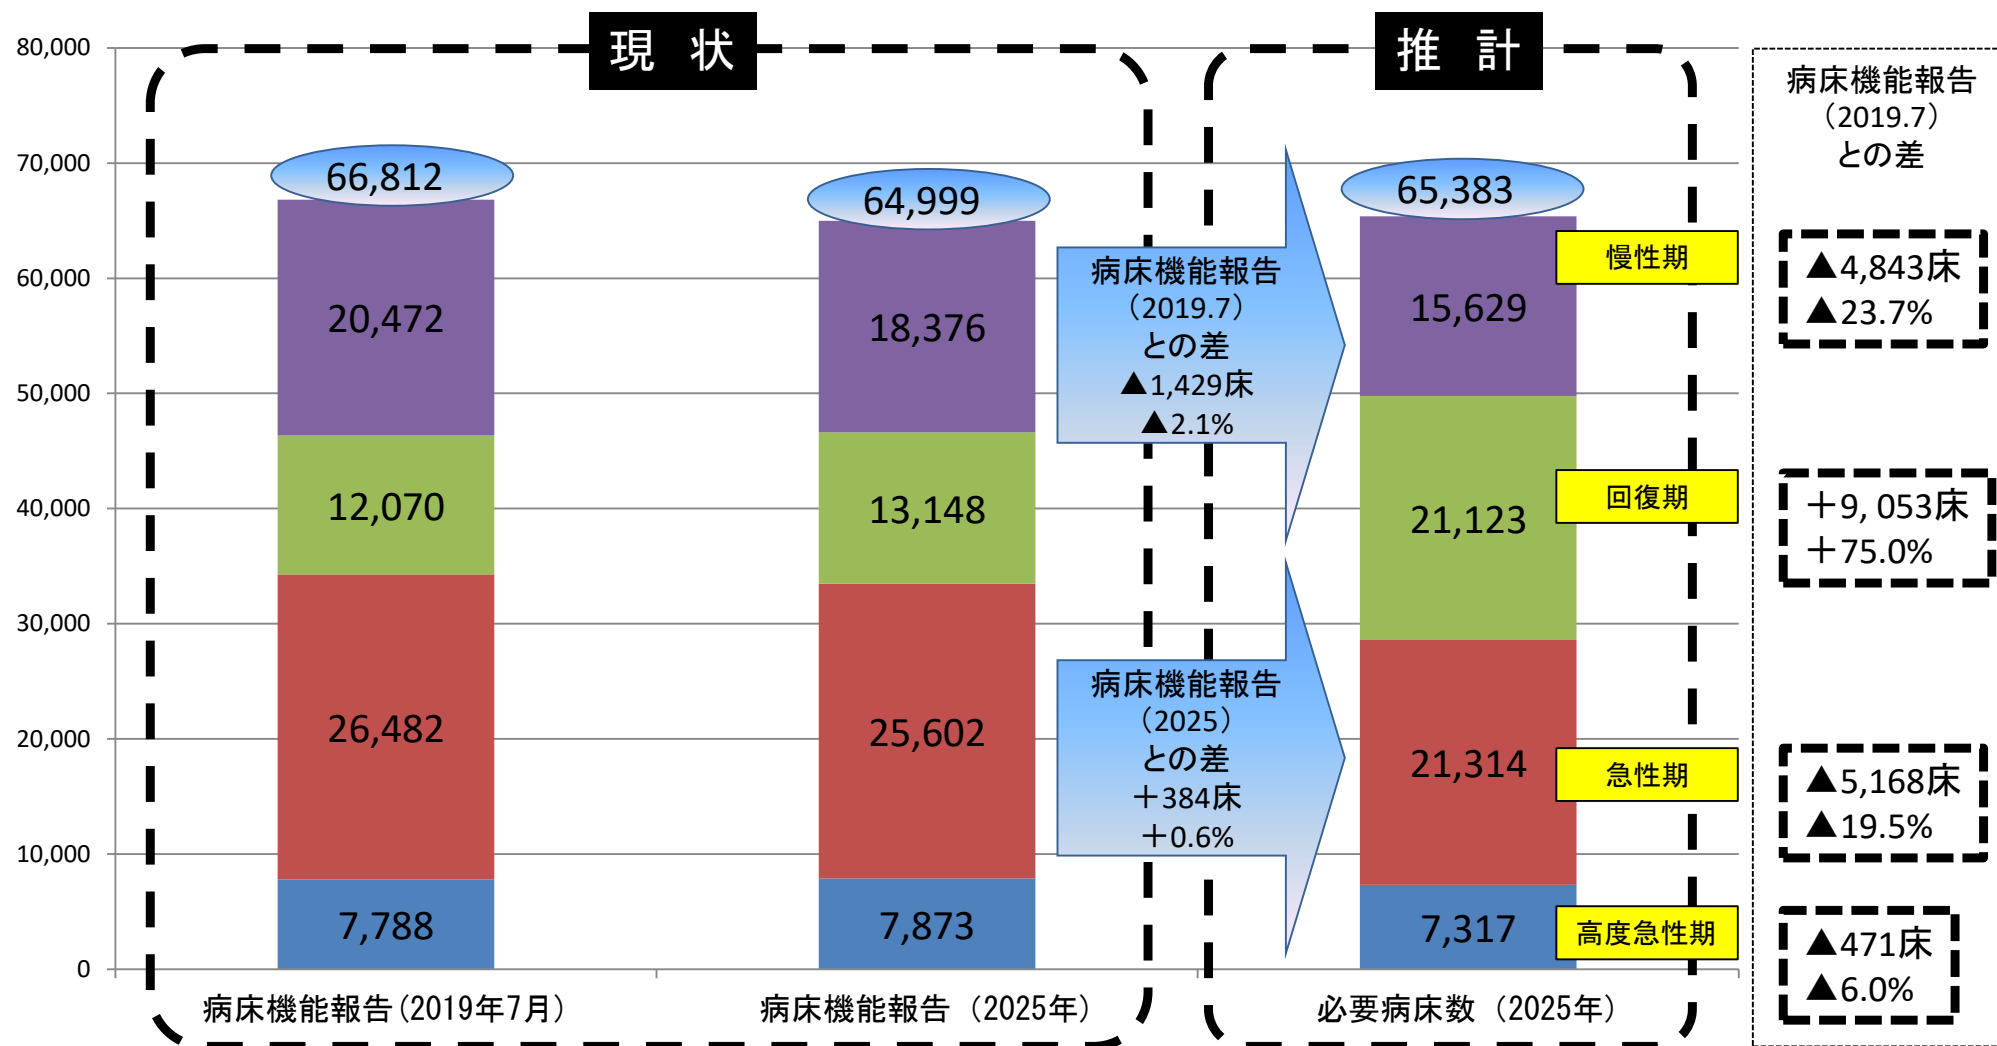 現 状
推 計
80,000
70,000
60,000
50,000
40,000
30,000
20,000
10,000
0
66,812
20,472
12,070
26,482
7,788
病床機能報告(2019年7月)
64,999
18,376
13,148
25,602
7,873
病床機能報告（2025年）
病床機能報告
（2019.7）
との差
▲1,429床
▲2.1%
病床機能報告
（2025）
との差
＋384床
＋0.6%
65,383
15,629
21,123
21,314
7,317
必要病床数（2025年）
慢性期
回復期
急性期
高度急性期
病床機能報告
（2019.7）
との差
▲4,843床
▲23.7%
＋9, 053床
＋75.0%
▲5,168床
▲19.5%
▲471床
▲6.0%